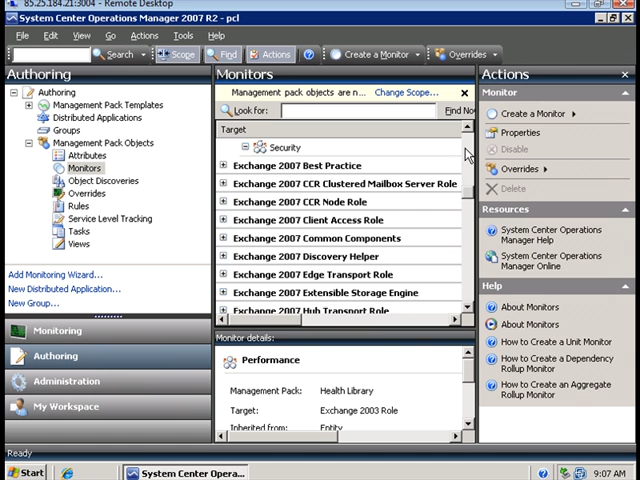 85.25.184.21:3004 - Remote Desktop
System Center Operations Manager 2007 R2 - pcl
File Edit View Go Actions Tools Help
Search Scope Find Actions Create a Monitor Overrides
Authoring
Authoring
Management Pack Templates
Distributed Applications
Groups
Management Pack Objects
Attributes
Monitors
Object Discoveries
Overrides
Rules
Service Level Tracking
Tasks
Views
Add Monitoring Wizard...
New Distributed Application...
New Group...
Monitoring
Authoring
Administration
My Workspace
Monitors
Management pack objects are n... Change Scope...
Look for: Find No
Target
Security
Exchange 2007 Best Practice
Exchange 2007 CCR Clustered Mailbox Server Role
Exchange 2007 CCR Node Role
Exchange 2007 Client Access Role
Exchange 2007 Common Components
Exchange 2007 Discovery Helper
Exchange 2007 Edge Transport Role
Exchange 2007 Extensible Storage Engine
Exchange 2007 Hub Transport Role
Monitor details:
Performance
Management Pack: Health Library
Target: Exchange 2003 Role
Inherited from: Entity
Actions
Monitor
Create a Monitor
Properties
Disable
Overrides
Delete
Resources
System Center Operations
Manager Help
System Center Operations
Manager Online
Help
About Monitors
About Monitors
How to Create a Unit Monitor
How to Create a Dependency
Rollup Monitor
How to Create an Aggregate
Rollup Monitor
Ready
Start System Center Opera... 9:07 AM